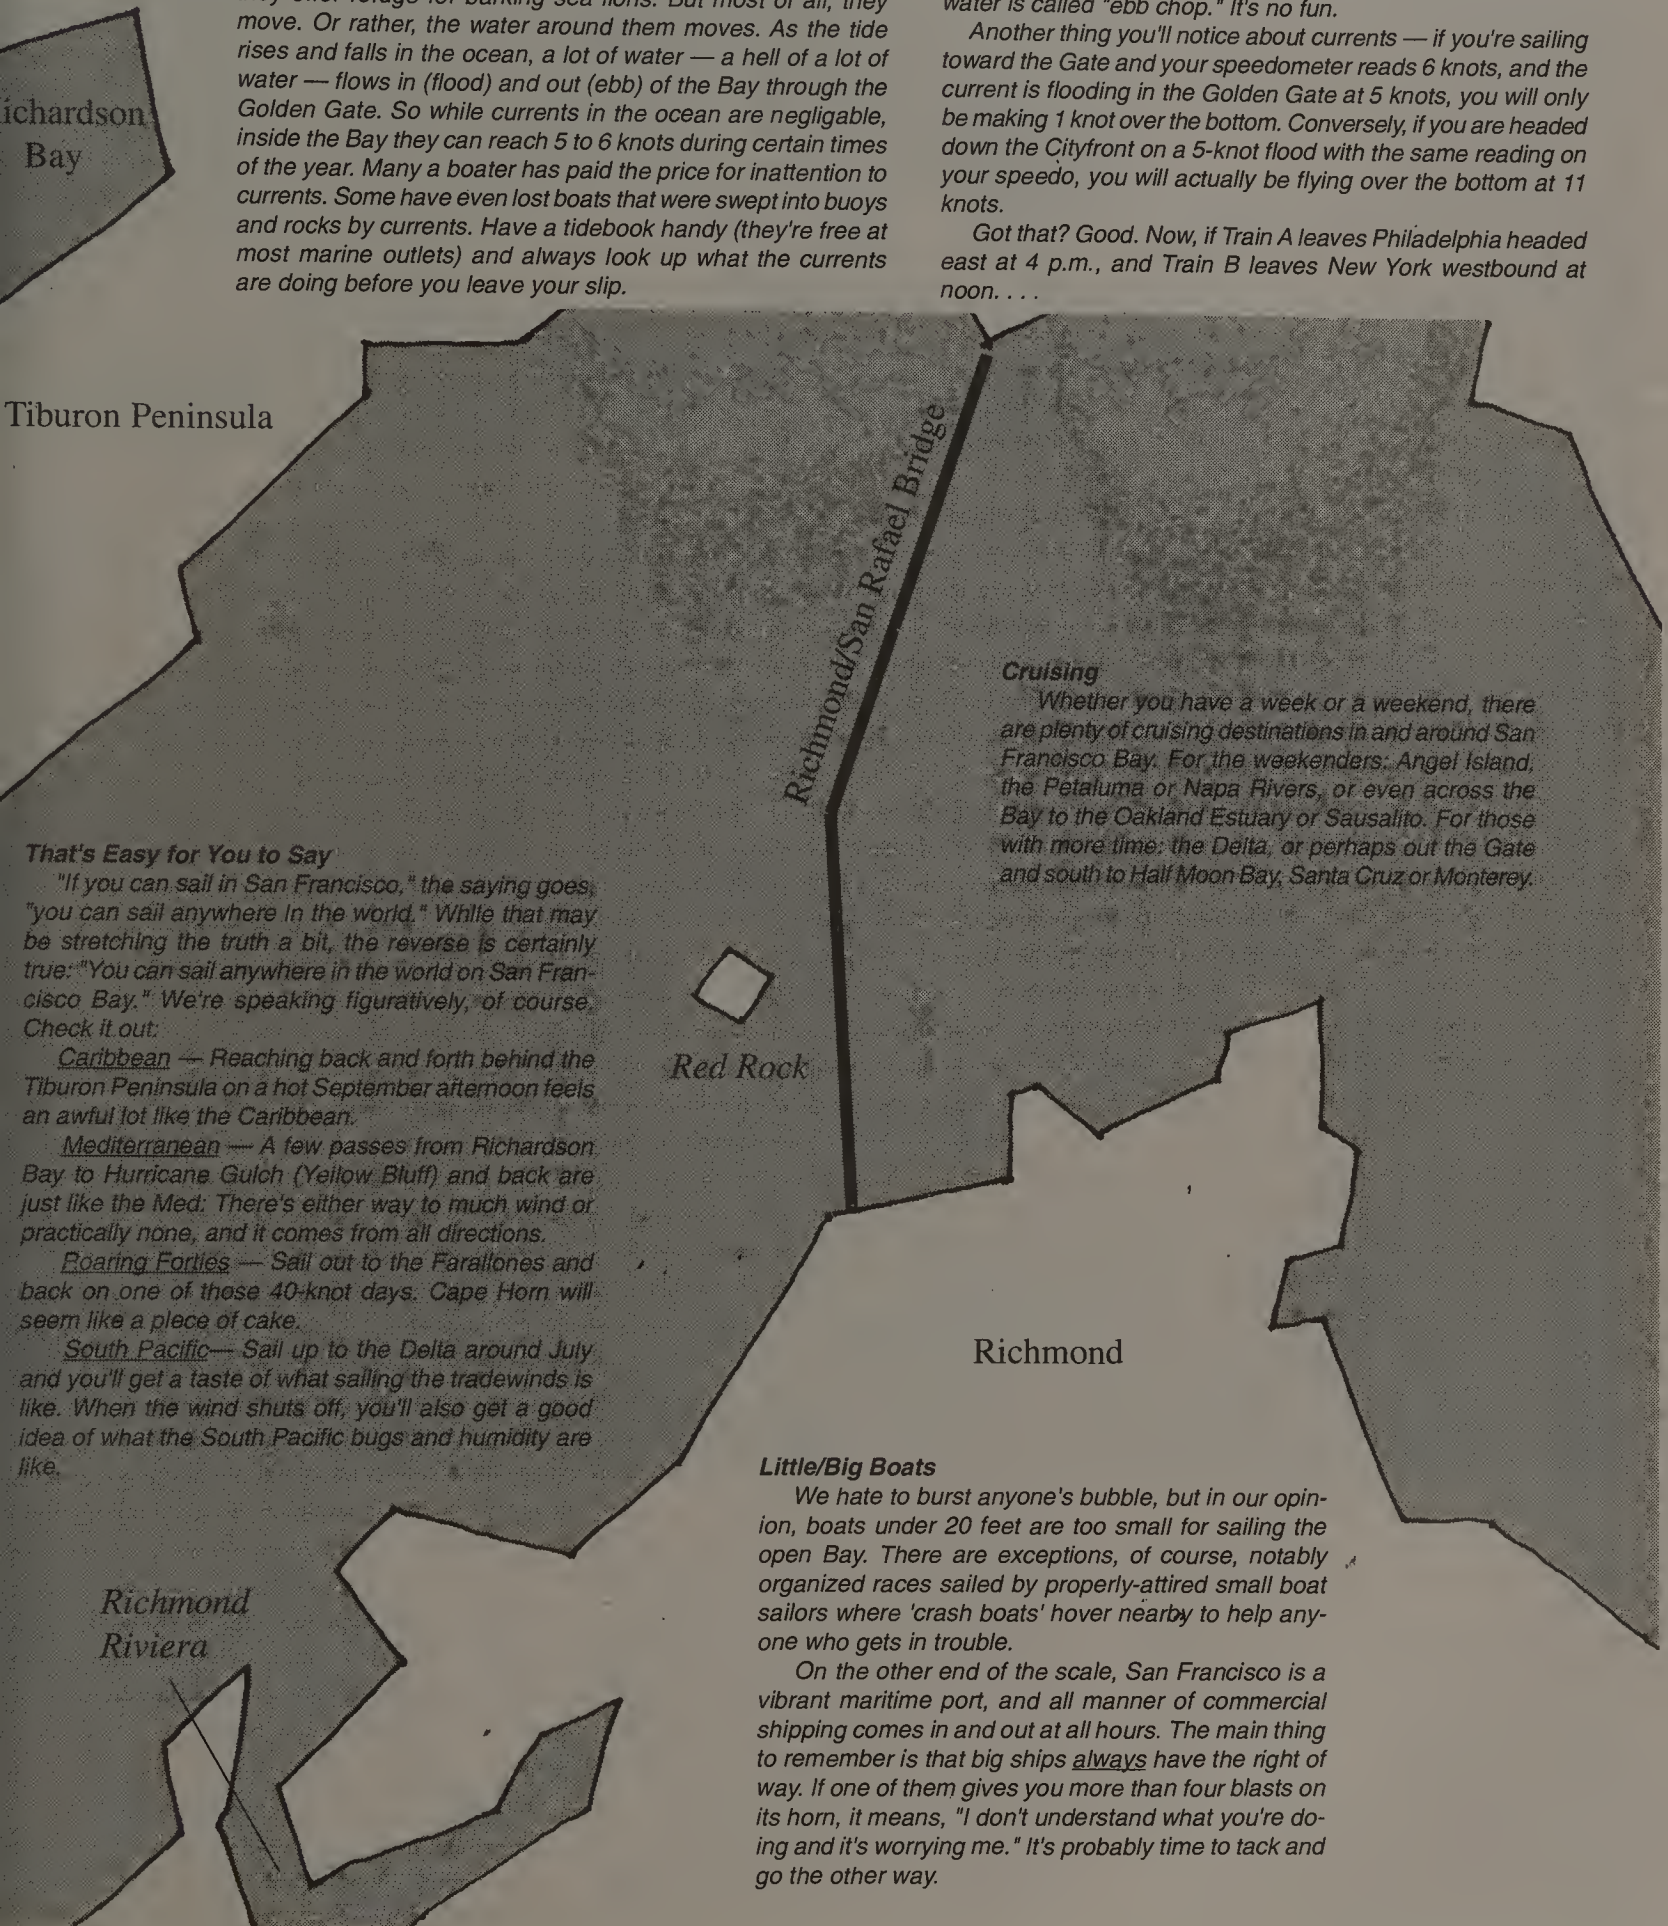 they offer refuge for barking sea lions. But most of all, they
move. Or rather, the water around them moves. As the tide
rises and falls in the ocean, a lot of water — a hell of a lot of
water — flows in (flood) and out (ebb) of the Bay through the
Golden Gate. So while currents in the ocean are negligable,
inside the Bay they can reach 5 to 6 knots during certain times
of the year. Many a boater has paid the price for inattention to
currents. Some have even lost boats that were swept into buoys
and rocks by currents. Have a tidebook handy (they're free at
most marine outlets) and always look up what the currents
are doing before you leave your slip.
water is called "ebb chop." It's no fun.
Another thing you'll notice about currents — if you're sailing
toward the Gate and your speedometer reads 6 knots, and the
current is flooding in the Golden Gate at 5 knots, you will only
be making 1 knot over the bottom. Conversely, if you are headed
down the Cityfront on a 5-knot flood with the same reading on
your speedo, you will actually be flying over the bottom at 11
knots.
Got that? Good. Now, if Train A leaves Philadelphia headed
east at 4 p.m., and Train B leaves New York westbound at
noon. . . .
ichardson
Bay
Tiburon Peninsula
Richmond/San Rafael Bridge
Cruising
Whether you have a week or a weekend, there
are plenty of cruising destinations in and around San
Francisco Bay. For the weekenders: Angel Island,
the Petaluma or Napa Rivers, or even across the
Bay to the Oakland Estuary or Sausalito. For those
with more time: the Delta, or perhaps out the Gate
and south to Half Moon Bay, Santa Cruz or Monterey.
That's Easy for You to Say
"If you can sail in San Francisco," the saying goes,
"you can sail anywhere in the world." While that may
be stretching the truth a bit, the reverse is certainly
true: "You can sail anywhere in the world on San Fran-
cisco Bay." We're speaking figuratively, of course.
Check it out:
Caribbean — Reaching back and forth behind the
Tiburon Peninsula on a hot September afternoon feels
an awful lot like the Caribbean.
Mediterranean — A few passes from Richardson
Bay to Hurricane Gulch (Yellow Bluff) and back are
just like the Med: There's either way to much wind or
practically none, and it comes from all directions.
Roaring Forties — Sail out to the Farallones and
back on one of those 40-knot days. Cape Horn will
seem like a piece of cake.
South Pacific— Sail up to the Delta around July
and you'll get a taste of what sailing the tradewinds is
like. When the wind shuts off, you'll also get a good
idea of what the South Pacific bugs and humidity are
like.
Red Rock
Richmond
Richmond
Riviera
Little/Big Boats
We hate to burst anyone's bubble, but in our opin-
ion, boats under 20 feet are too small for sailing the
open Bay. There are exceptions, of course, notably
organized races sailed by properly-attired small boat
sailors where 'crash boats' hover nearby to help any-
one who gets in trouble.
On the other end of the scale, San Francisco is a
vibrant maritime port, and all manner of commercial
shipping comes in and out at all hours. The main thing
to remember is that big ships always have the right of
way. If one of them gives you more than four blasts on
its horn, it means, "I don't understand what you're do-
ing and it's worrying me." It's probably time to tack and
go the other way.